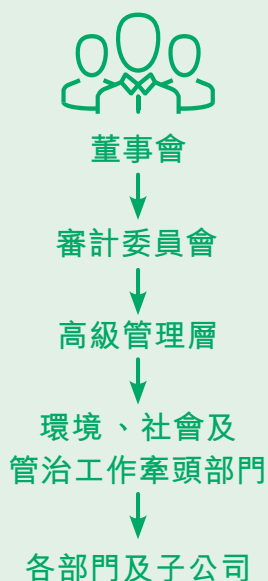 董事會
審計委員會
高級管理層
環境、社會及
管治工作牽頭部門
各部門及子公司